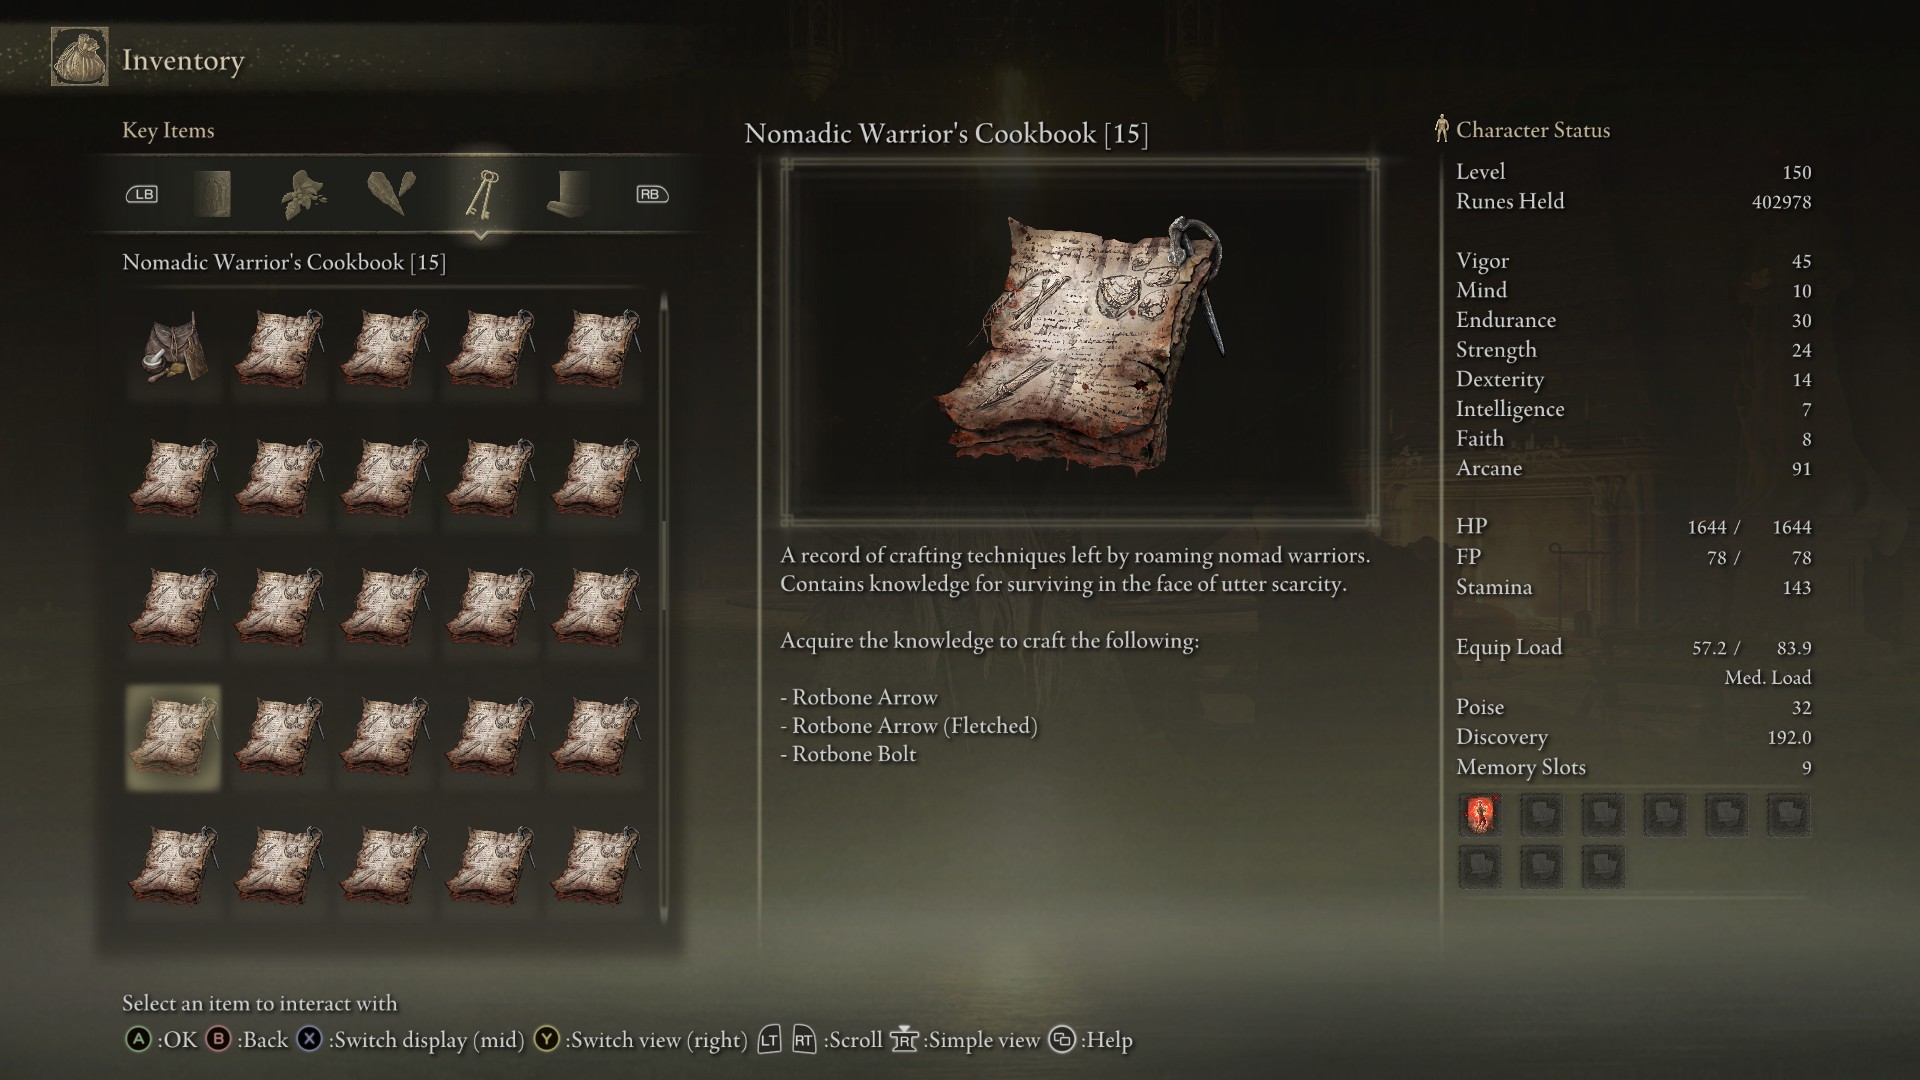 Inventory
Key Items
LB
RB
Nomadic Warrior's Cookbook [15]
Nomadic Warrior's Cookbook [15]
A record of crafting techniques left by roaming nomad warriors.
Contains knowledge for surviving in the face of utter scarcity.
Acquire the knowledge to craft the following:
- Rotbone Arrow
- Rotbone Arrow (Fletched)
- Rotbone Bolt
Character Status
Level 150
Runes Held 402978
Vigor 45
Mind 10
Endurance 30
Strength 24
Dexterity 14
Intelligence 7
Faith 8
Arcane 91
HP 1644 / 1644
FP 78 / 78
Stamina 143
Equip Load 57.2 / 83.9
Med. Load
Poise 32
Discovery 192.0
Memory Slots 9
Select an item to interact with
A :OK B :Back X :Switch display (mid) Y :Switch view (right) LT RT :Scroll R :Simple view :Help